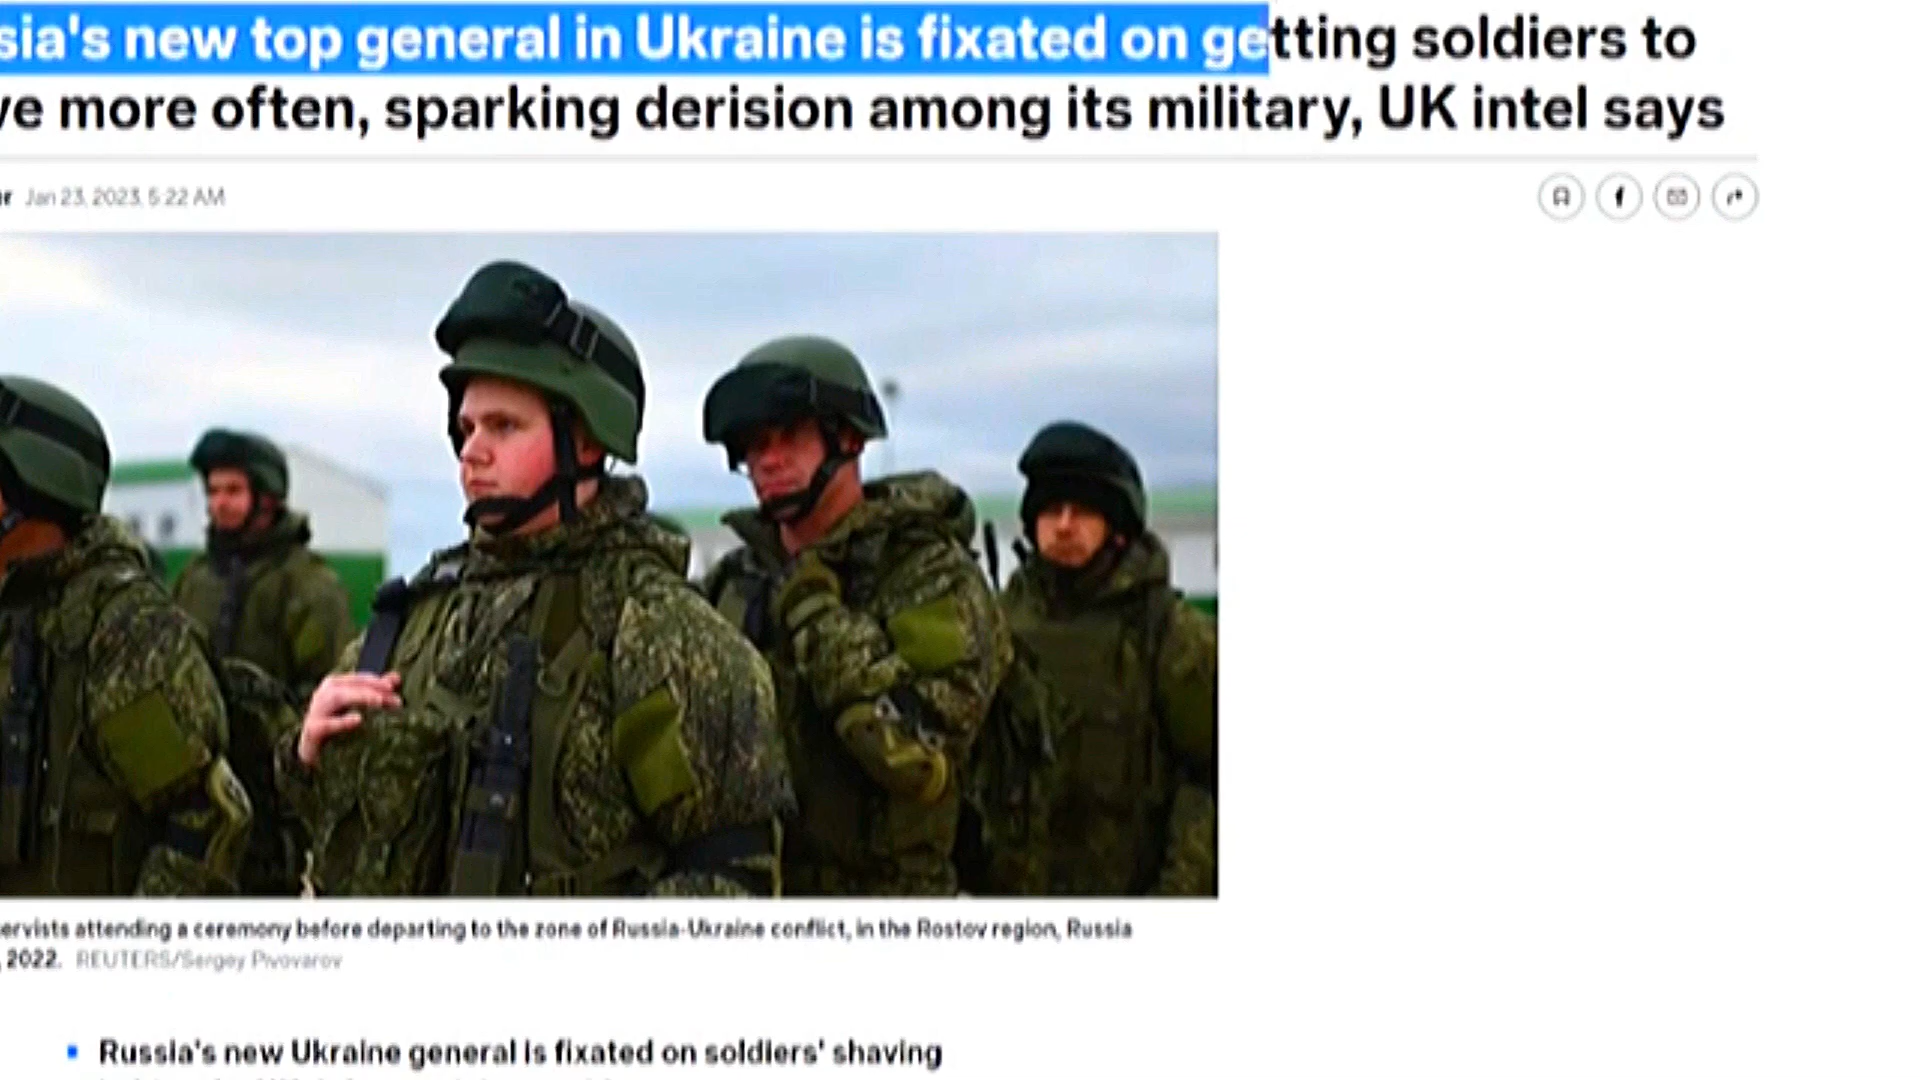 sia's new top general in Ukraine is fixated on getting soldiers to
ve more often, sparking derision among its military, UK intel says
r Jan 23, 2023, 5:22 AM
ervists attending a ceremony before departing to the zone of Russia-Ukraine conflict, in the Rostov region, Russia
, 2022. REUTERS/Sergey Pivovarov
Russia's new Ukraine general is fixated on soldiers' shaving